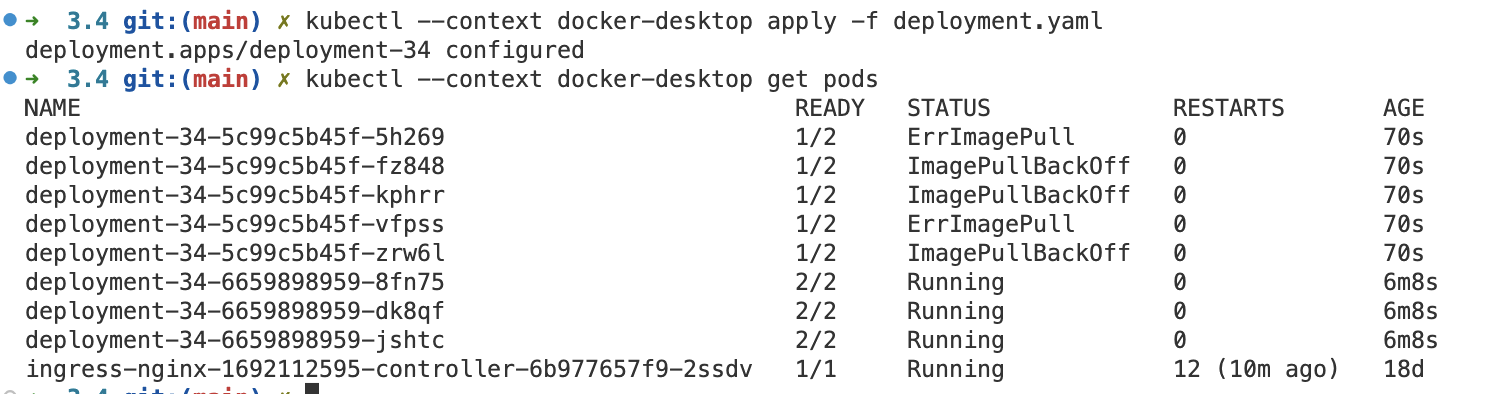 ➜ 3.4 git:(main) ✗ kubectl --context docker-desktop apply -f deployment.yaml
deployment.apps/deployment-34 configured
➜ 3.4 git:(main) ✗ kubectl --context docker-desktop get pods
NAME READY STATUS RESTARTS AGE
deployment-34-5c99c5b45f-5h269 1/2 ErrImagePull 0 70s
deployment-34-5c99c5b45f-fz848 1/2 ImagePullBackOff 0 70s
deployment-34-5c99c5b45f-kphrr 1/2 ImagePullBackOff 0 70s
deployment-34-5c99c5b45f-vfpss 1/2 ErrImagePull 0 70s
deployment-34-5c99c5b45f-zrw6l 1/2 ImagePullBackOff 0 70s
deployment-34-6659898959-8fn75 2/2 Running 0 6m8s
deployment-34-6659898959-dk8qf 2/2 Running 0 6m8s
deployment-34-6659898959-jshtc 2/2 Running 0 6m8s
ingress-nginx-1692112595-controller-6b977657f9-2ssdv 1/1 Running 12 (10m ago) 18d